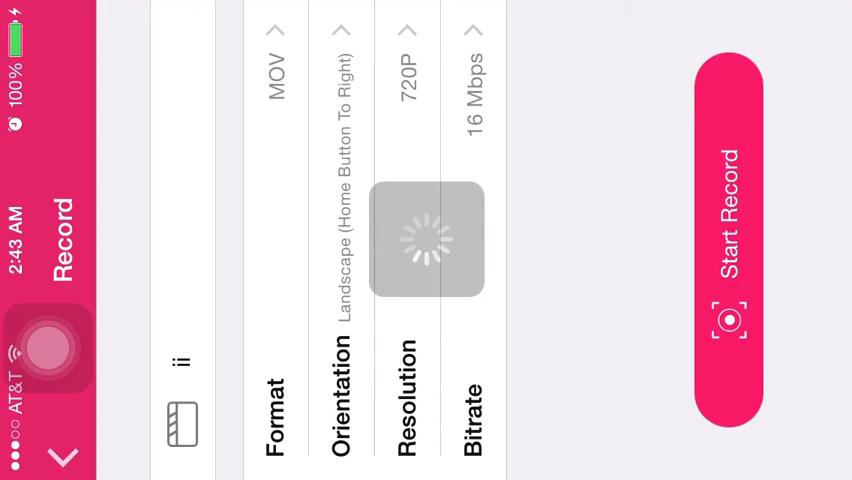 AT&T 2:43 AM 100%
Record
ii
Format MOV
Orientation Landscape (Home Button To Right)
Resolution 720P
Bitrate 16 Mbps
Start Record